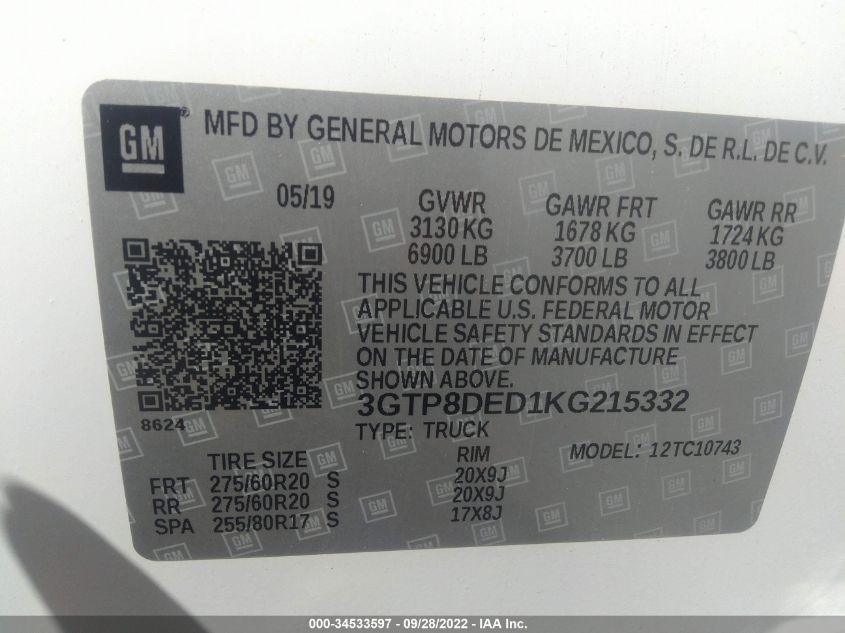 GM® MFD BY GENERAL MOTORS DE MEXICO, S. DE R.L. DE C.V.
05/19 GVWR GAWR FRT GAWR RR
3130 KG 1678 KG 1724 KG
6900 LB 3700 LB 3800 LB
THIS VEHICLE CONFORMS TO ALL
APPLICABLE U.S. FEDERAL MOTOR
VEHICLE SAFETY STANDARDS IN EFFECT
ON THE DATE OF MANUFACTURE
SHOWN ABOVE.
3GTP8DED1KG215332
8624
TYPE: TRUCK
MODEL: 12TC10743
TIRE SIZE RIM
FRT 275/60R20 S 20X9J
RR 275/60R20 S 20X9J
SPA 255/80R17 S 17X8J
000-34533597 - 09/28/2022 - IAA Inc.